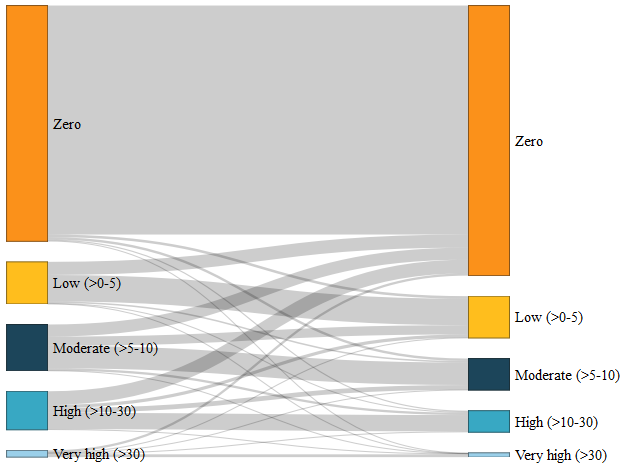 Zero
Low (>0-5)
Moderate (>5-10)
High (>10-30)
Very high (>30)
Zero
Low (>0-5)
Moderate (>5-10)
High (>10-30)
Very high (>30)